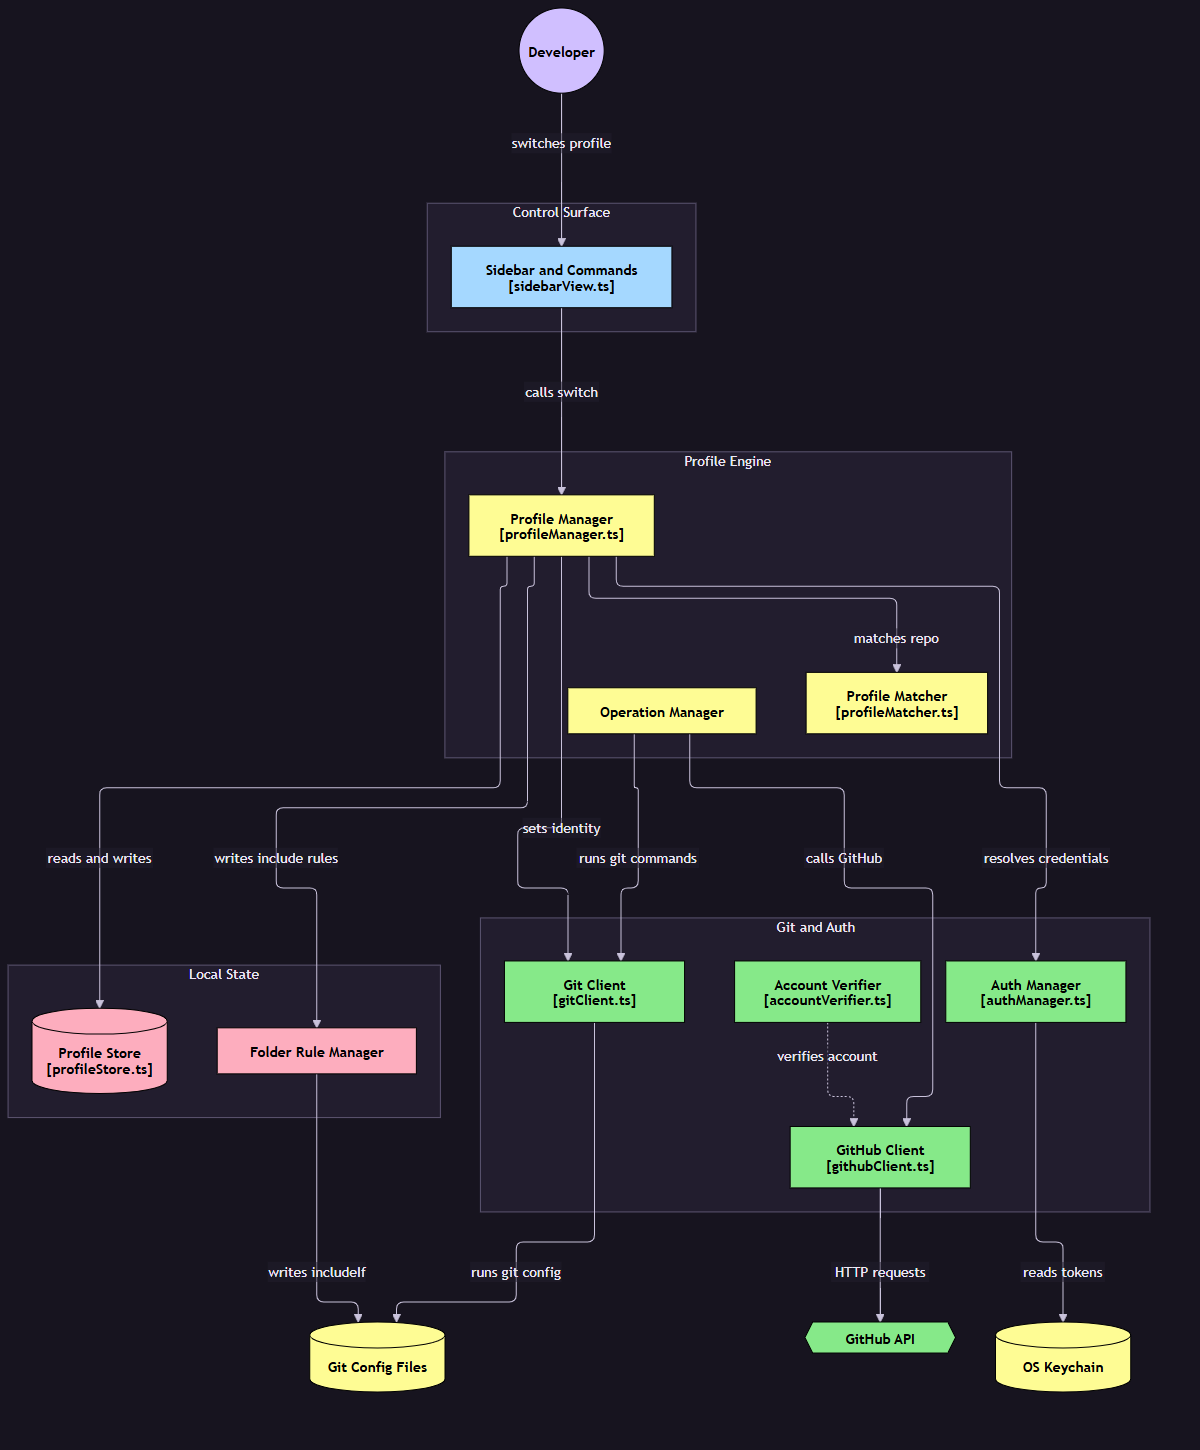 Developer
switches profile
Control Surface
Sidebar and Commands
[sidebarView.ts]
calls switch
Profile Engine
Profile Manager
[profileManager.ts]
matches repo
Profile Matcher
[profileMatcher.ts]
Operation Manager
sets identity
reads and writes
writes include rules
runs git commands
calls GitHub
resolves credentials
Git and Auth
Local State
Git Client
[gitClient.ts]
Account Verifier
[accountVerifier.ts]
Auth Manager
[authManager.ts]
Profile Store
[profileStore.ts]
Folder Rule Manager
verifies account
GitHub Client
[githubClient.ts]
writes includeIf
runs git config
HTTP requests
reads tokens
Git Config Files
GitHub API
OS Keychain